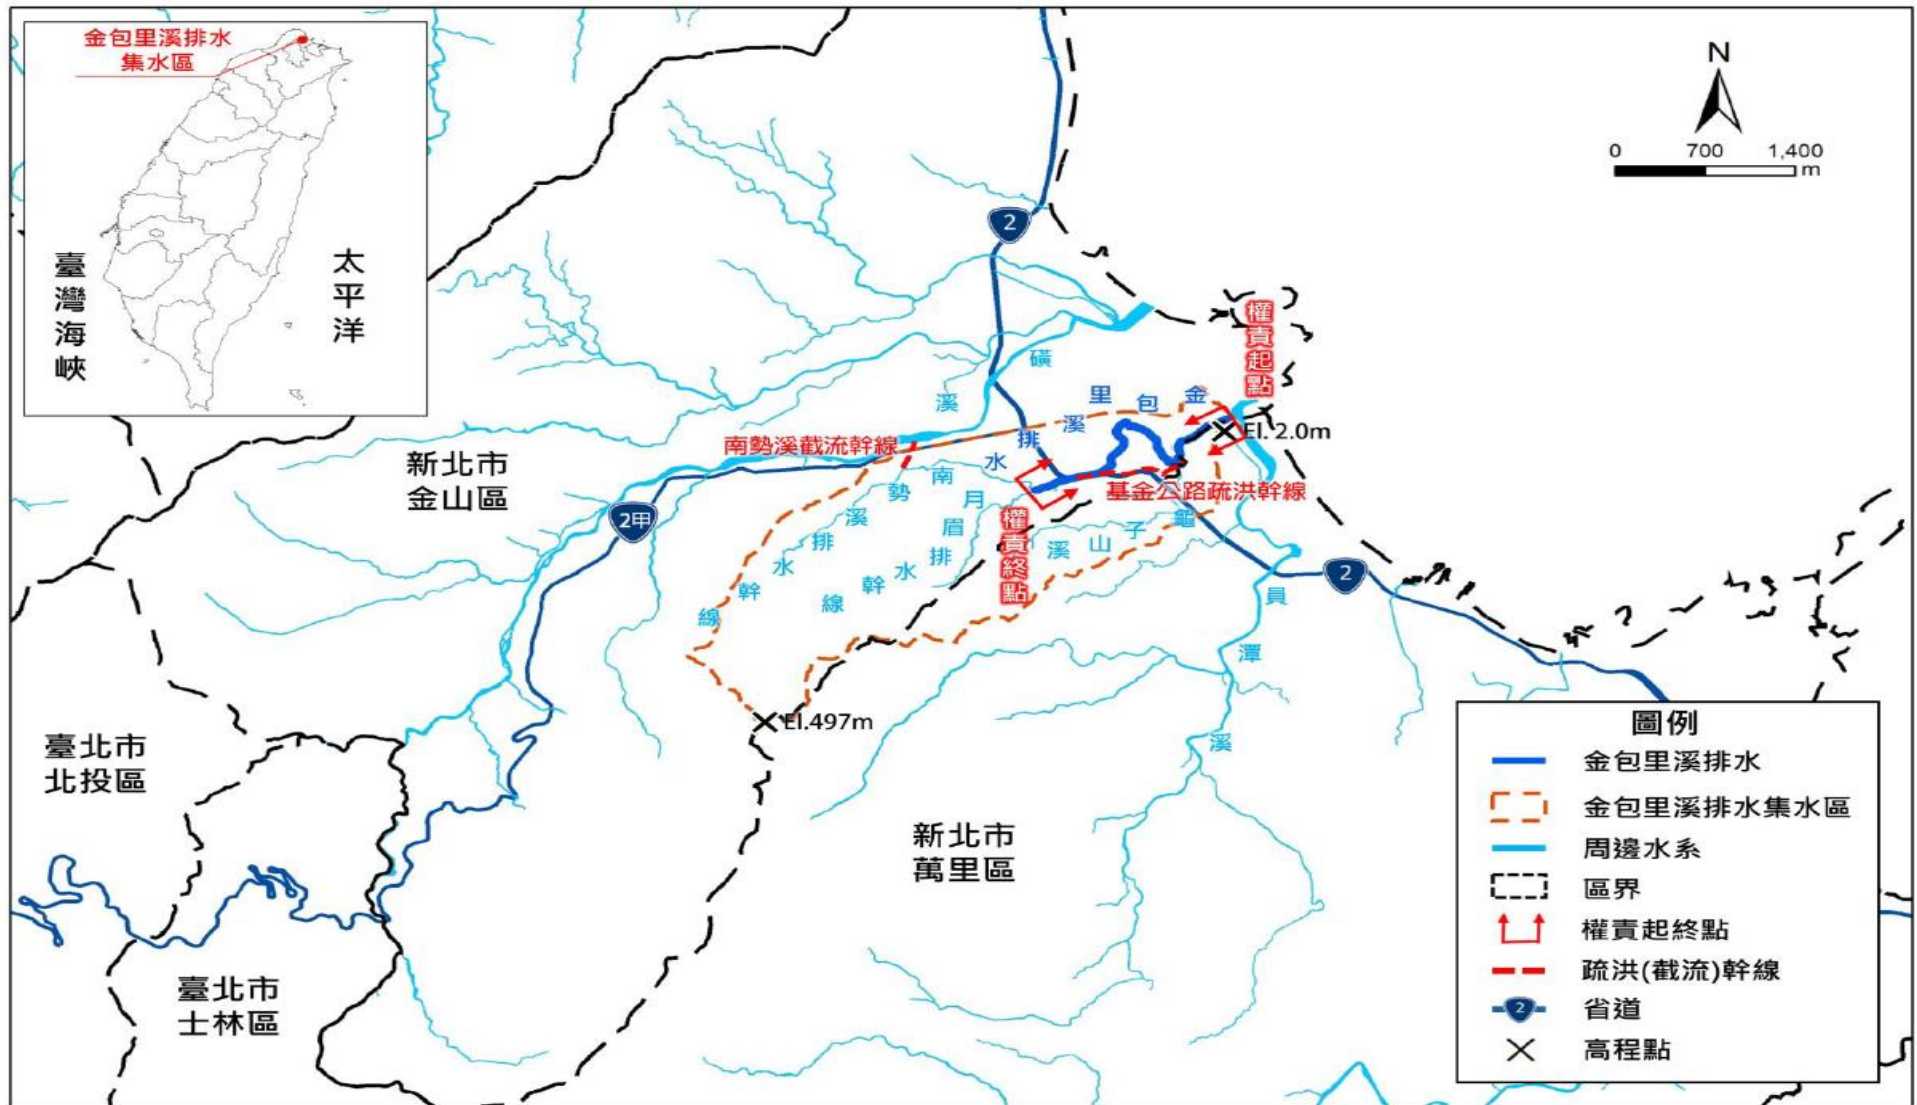 金包里溪排水
集水區
臺灣海峽
太平洋
N
0 700 1,400
m
2
權責起點
磺
溪
金包里溪排水
El. 2.0m
南勢溪截流幹線
新北市
金山區
2甲
南勢溪排水幹線
月眉排水幹線
基金公路疏洪幹線
權責終點
龜子山溪
2
員潭溪
El.497m
臺北市
北投區
新北市
萬里區
臺北市
士林區
圖例
金包里溪排水
金包里溪排水集水區
周邊水系
區界
權責起終點
疏洪(截流)幹線
2
省道
高程點